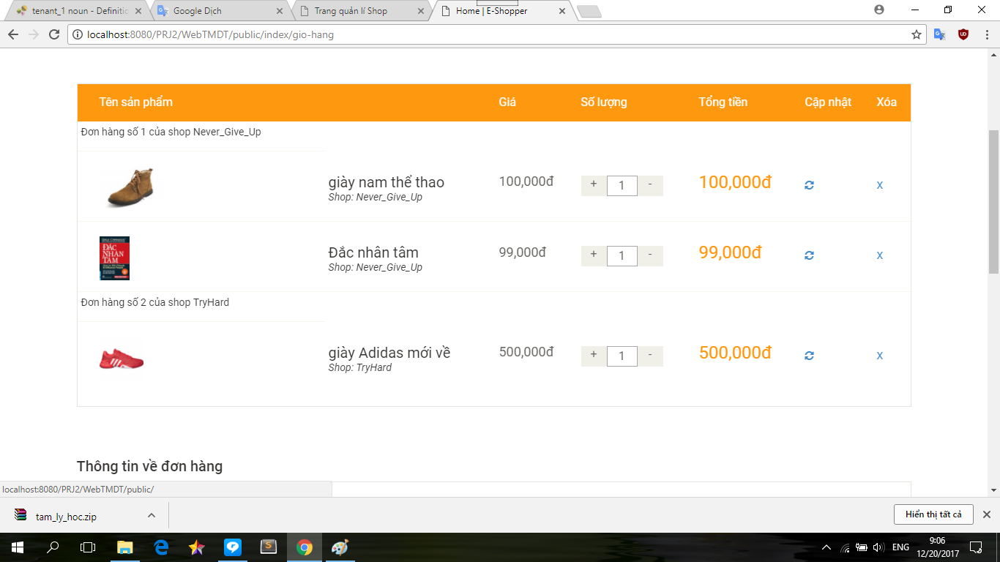 tenant_1 noun - Definitio
Google Dịch
Trang quản lí Shop
Home | E-Shopper
localhost:8080/PRJ2/WebTMDT/public/index/gio-hang
Tên sản phẩm Giá Số lượng Tổng tiền Cập nhật Xóa
Đơn hàng số 1 của shop Never_Give_Up
giày nam thể thao 100,000đ + 1 - 100,000đ x
Shop: Never_Give_Up
ĐẮC NHÂN TÂM
Đắc nhân tâm 99,000đ + 1 - 99,000đ x
Shop: Never_Give_Up
Đơn hàng số 2 của shop TryHard
giày Adidas mới về 500,000đ + 1 - 500,000đ x
Shop: TryHard
Thông tin về đơn hàng
localhost:8080/PRJ2/WebTMDT/public/
tam_ly_hoc.zip
Hiển thị tất cả
ENG
9:06
12/20/2017